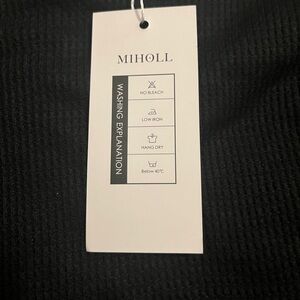 MIHOLL
WASHING EXPLANATION
NO BLEACH
LOW IRON
HANG DRY
Below 40℃